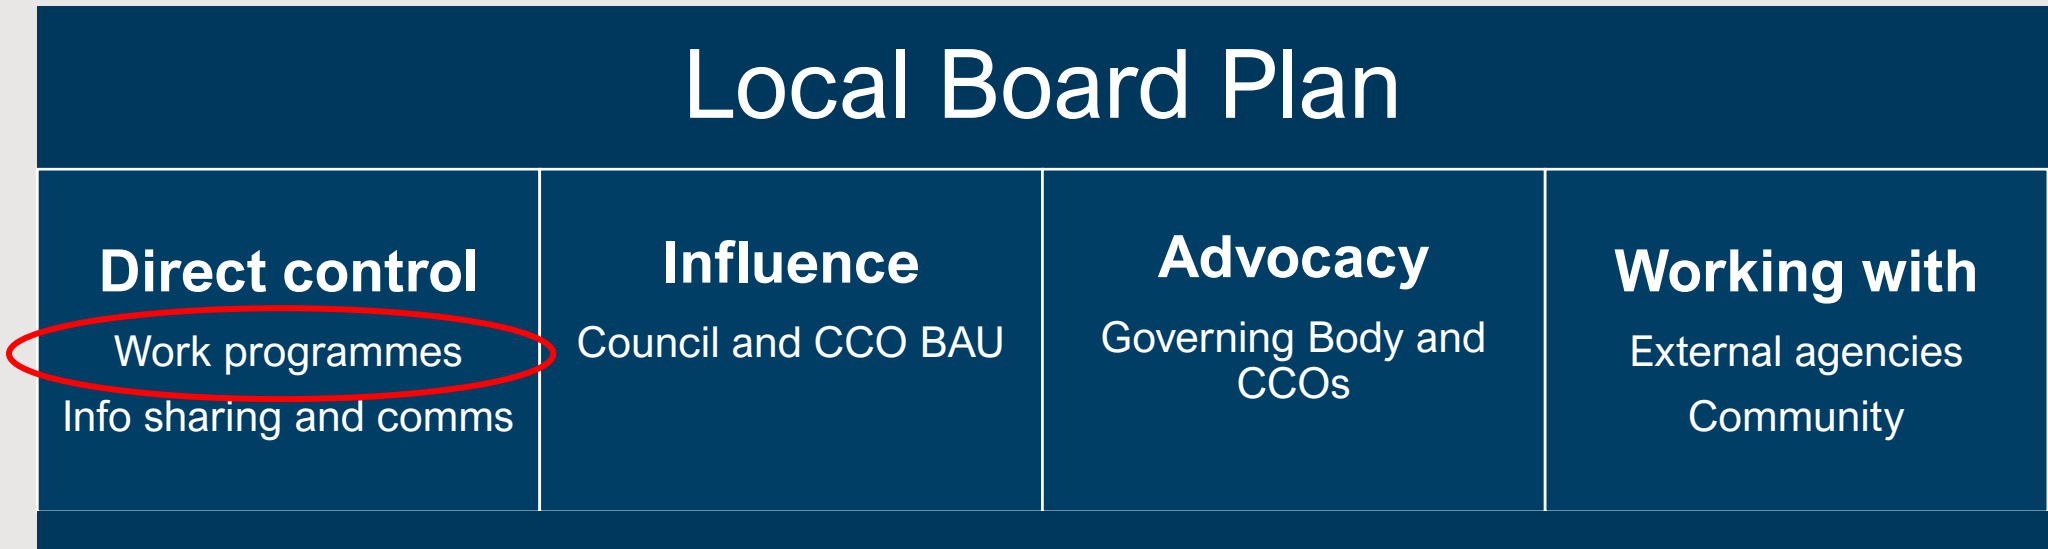 Local Board Plan
Direct control
Work programmes
Info sharing and comms
Influence
Council and CCO BAU
Advocacy
Governing Body and
CCOs
Working with
External agencies
Community